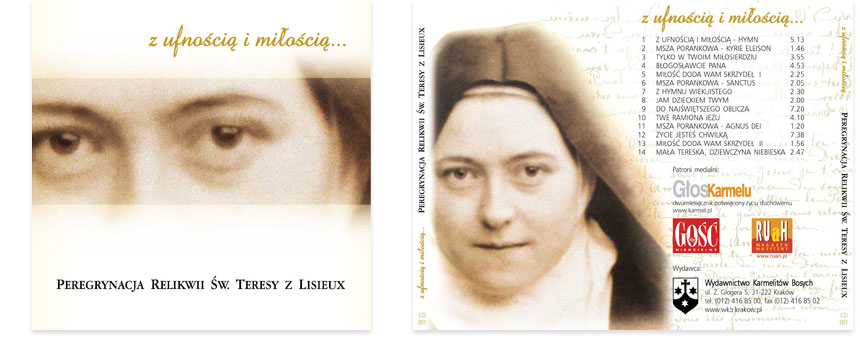 z ufnością i miłością...
PEREGRYNACJA RELIKWII ŚW. TERESY Z LISIEUX
z ufnością i miłością...
PEREGRYNACJA RELIKWII ŚW. TERESY Z LISIEUX
CD
001
z ufnością i miłością...
1 Z UFNOŚCIĄ I MIŁOŚCIĄ - HYMN 5.13
2 MSZA PORANKOWA - KYRIE ELEISON 1.46
3 TYLKO W TWOIM MIŁOSIERDZIU 3.55
4 BŁOGOSŁAWCIE PANA 4.53
5 MIŁOŚĆ DODA WAM SKRZYDEŁ I 2.25
6 MSZA PORANKOWA - SANCTUS 2.05
7 Z HYMNU WIEKUISTEGO 2.30
8 JAM DZIECKIEM TWYM 2.00
9 DO NAJŚWIĘTSZEGO OBLICZA 7.20
10 TWE RAMIONA JEZU 4.10
11 MSZA PORANKOWA - AGNUS DEI 1.20
12 ŻYCIE JESTEŚ CHWILKĄ 7.38
13 MIŁOŚĆ DODA WAM SKRZYDEŁ II 1.56
14 MAŁA TERESKA, DZIEWCZYNA NIEBIESKA 2.47
Patroni medialni:
GłosKarmelu
dwumiesięcznik poświęcony życiu duchowemu
www.karmel.pl
GOŚĆ
NIEDZIELNY
RUaH
MAGAZYN
MUZYCZNY
www.ruah.pl
Wydawca:
Wydawnictwo Karmelitów Bosych
ul. Z. Glogera 5, 31-222 Kraków
tel. (012) 416 85 00, fax (012) 416 85 02
www.wkb.krakow.pl
z ufnością i miłością...
PEREGRYNACJA RELIKWII ŚW. TERESY Z LISIEUX
CD
001